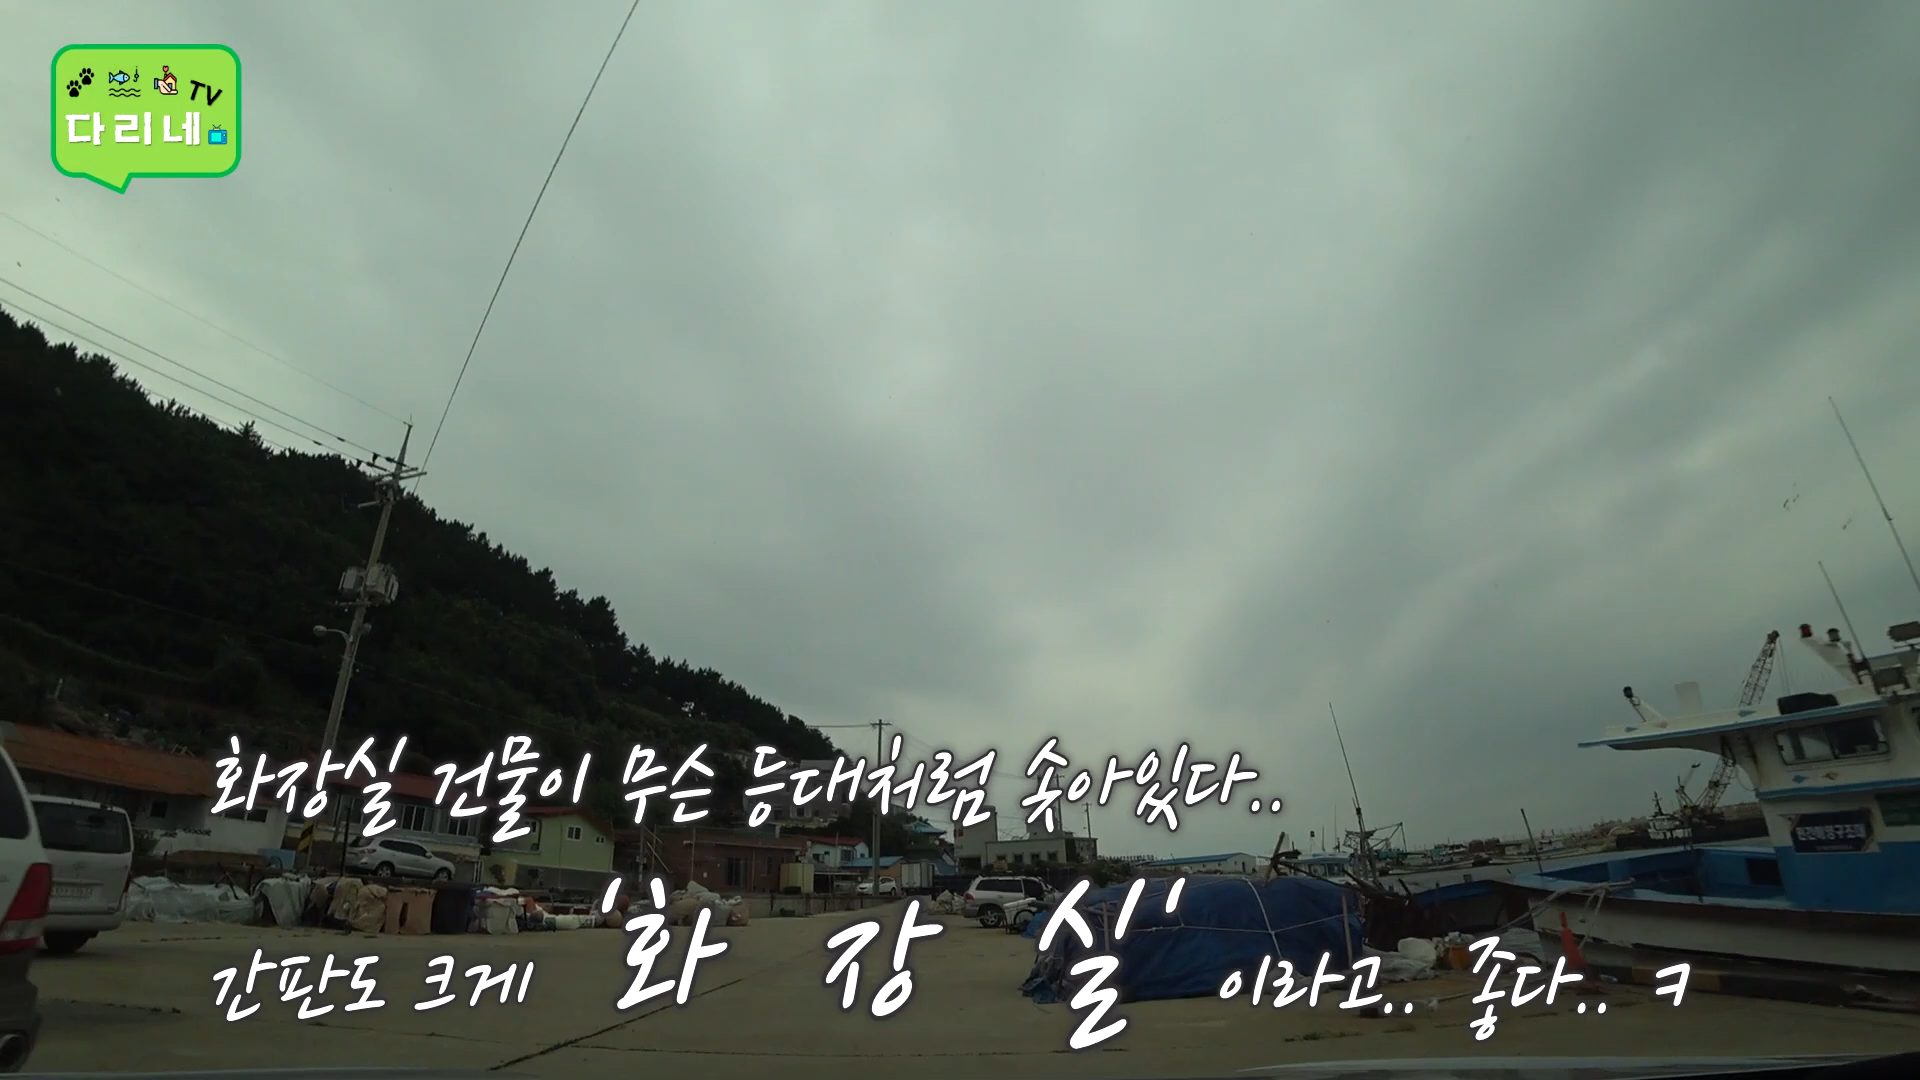 TV
다리네
화장실 건물이 무슨 등대처럼 솟아있다..
간판도 크게 '화 장 실' 이라고.. 좋다.. ㅋ